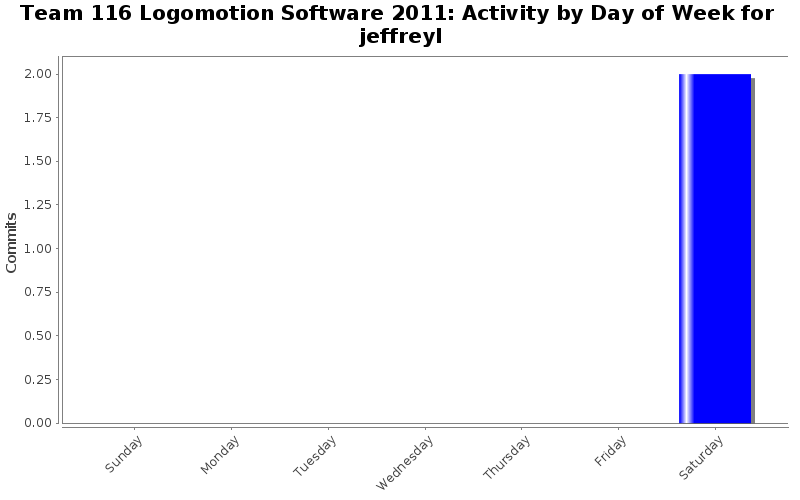 Team 116 Logomotion Software 2011: Activity by Day of Week for
jeffreyl
2.00
1.75
1.50
1.25
1.00
0.75
0.50
0.25
0.00
Commits
Sunday
Monday
Tuesday
Wednesday
Thursday
Friday
Saturday